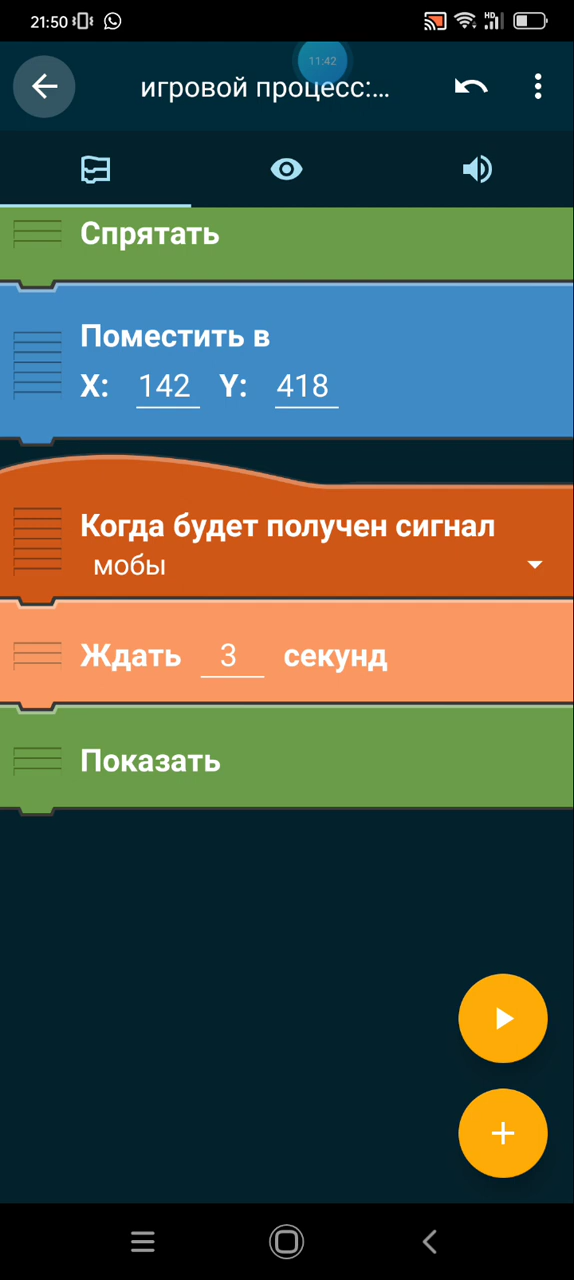 21:50
HD
11:42
игровой процесс:...
Спрятать
Поместить в
X: 142 Y: 418
Когда будет получен сигнал
мобы
Ждать 3 секунд
Показать